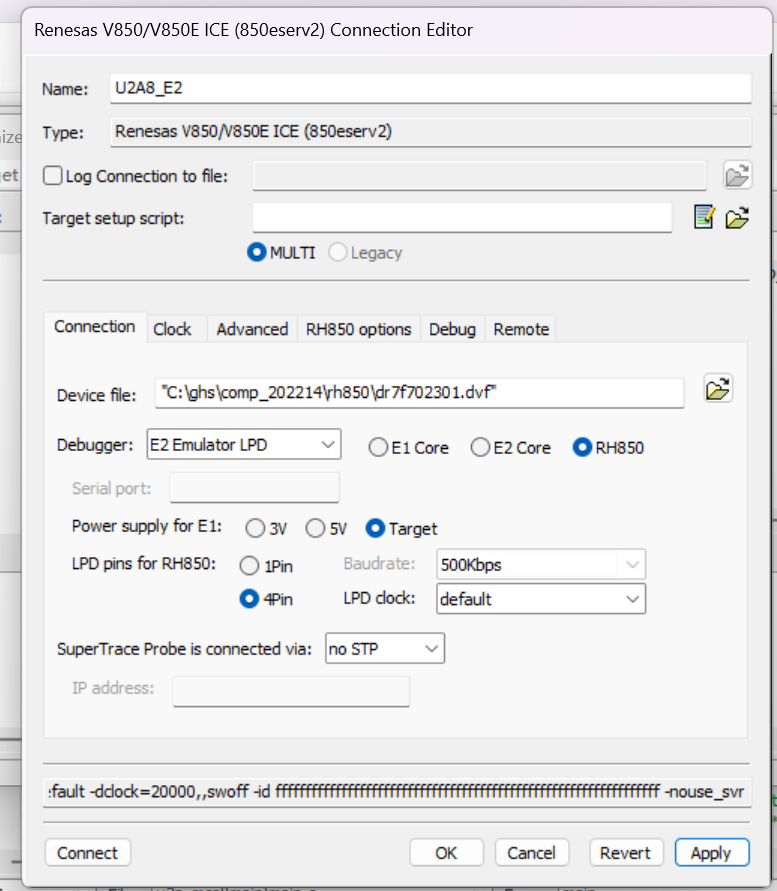 Renesas V850/V850E ICE (850eserv2) Connection Editor
Name: U2A8_E2
Type: Renesas V850/V850E ICE (850eserv2)
Log Connection to file:
Target setup script:
MULTI Legacy
Connection Clock Advanced RH850 options Debug Remote
Device file: "C:\ghs\comp_202214\rh850\dr7f702301.dvf"
Debugger: E2 Emulator LPD E1 Core E2 Core RH850
Serial port:
Power supply for E1: 3V 5V Target
LPD pins for RH850: 1Pin Baudrate: 500Kbps
4Pin LPD clock: default
SuperTrace Probe is connected via: no STP
IP address:
fault -dclock=20000,,swoff -id ffffffffffffffffffffffffffffffffffffffffffffffffffffffffffffffff -nouse_svr
Connect OK Cancel Revert Apply